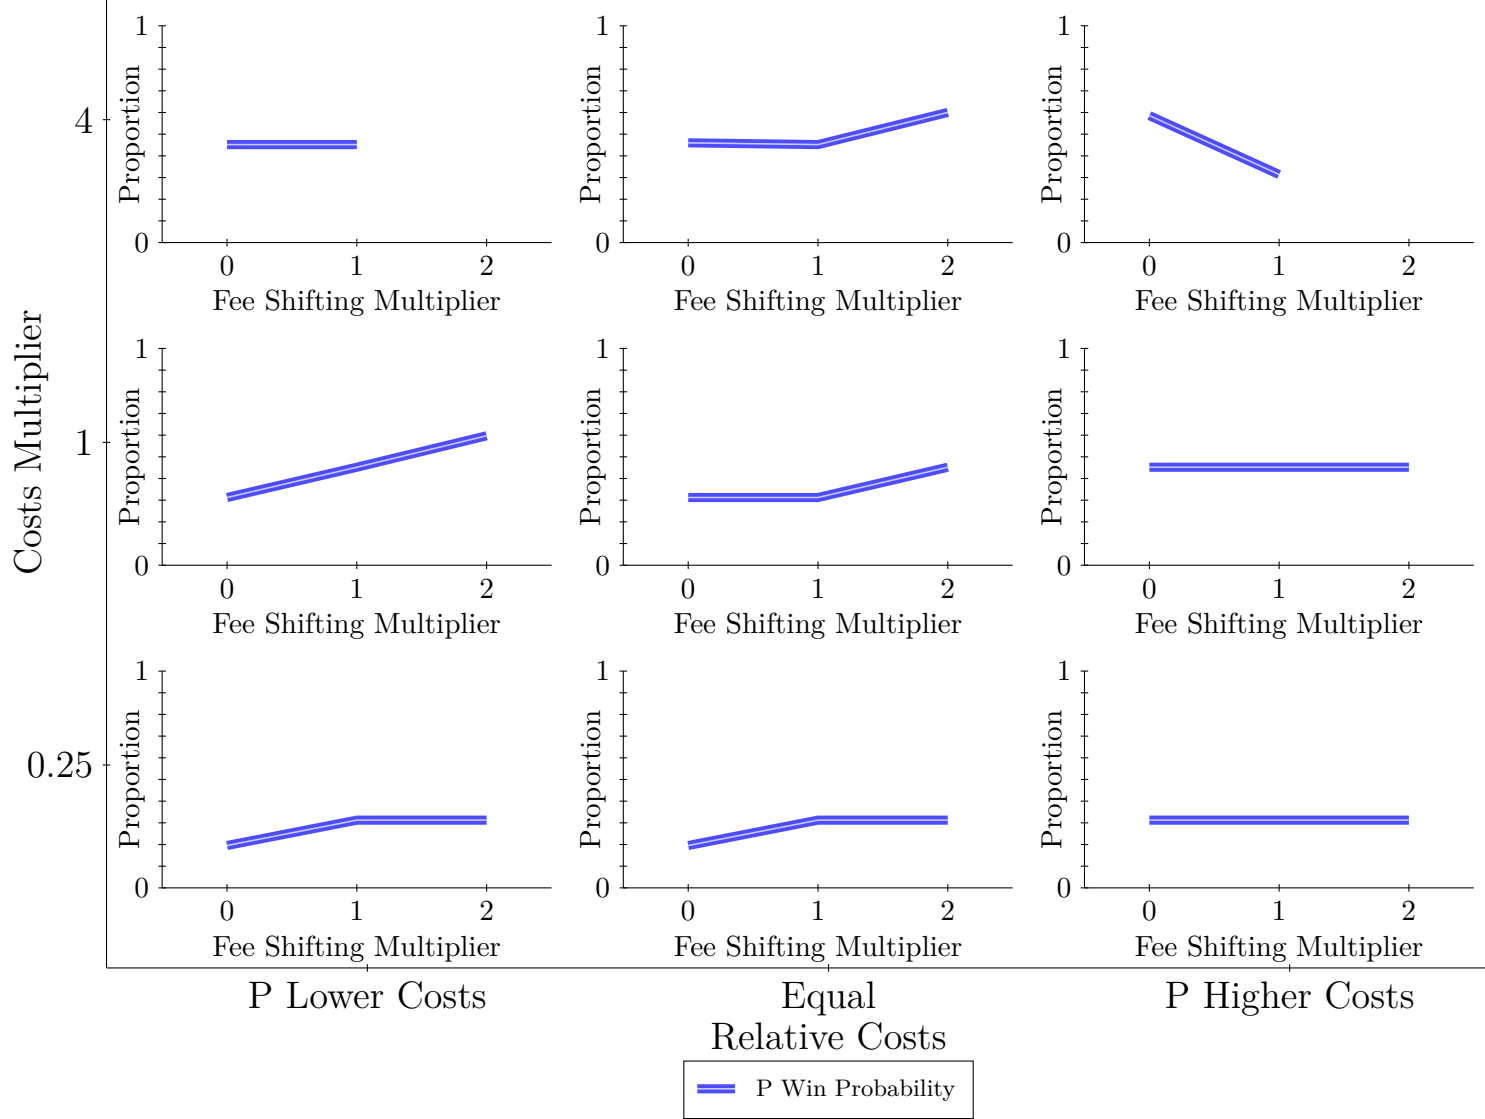 Costs Multiplier
4
1
Proportion
0
0 1 2
Fee Shifting Multiplier
1
Proportion
0
0 1 2
Fee Shifting Multiplier
1
Proportion
0
0 1 2
Fee Shifting Multiplier
1
1
Proportion
0
0 1 2
Fee Shifting Multiplier
1
Proportion
0
0 1 2
Fee Shifting Multiplier
1
Proportion
0
0 1 2
Fee Shifting Multiplier
0.25
1
Proportion
0
0 1 2
Fee Shifting Multiplier
1
Proportion
0
0 1 2
Fee Shifting Multiplier
1
Proportion
0
0 1 2
Fee Shifting Multiplier
P Lower Costs
Equal
P Higher Costs
Relative Costs
P Win Probability